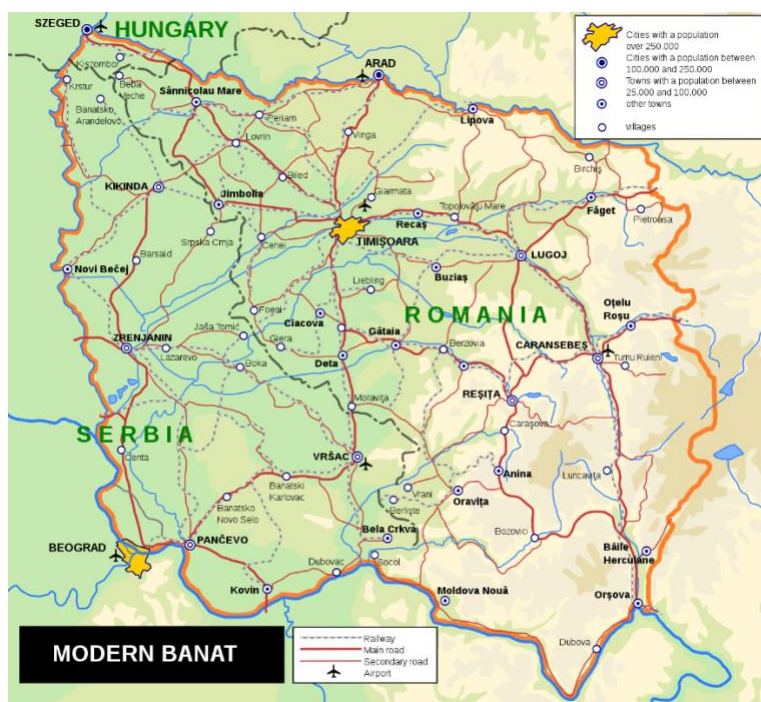 SZEGED
HUNGARY
Cities with a population
over 250.000
Cities with a population between
100.000 and 250.000
Towns with a population between
25.000 and 100.000
other towns
villages
Kiszombor
ARAD
Krstur
Beba
Veche
Sânnicolau Mare
Banatsko
Aranđelovo
Periam
Lipova
Vinga
Lovrin
Birchiș
Biled
KIKINDA
Jimbolia
Giarmata
Făget
Topolovățu Mare
Recaș
Pietroasa
Srpska Crnja
Cenei
TIMIȘOARA
Barsaid
LUGOJ
Novi Bečej
Buziaș
Liebling
Foeni
Ciacova
ROMANIA
Oțelu
Roșu
Jaša Tomić
ZRENJANIN
Lazarevo
Giera
Gătaia
Berzovia
CARANSEBEȘ
Boka
Deta
Turnu Ruieni
REȘIȚA
Moravița
SERBIA
Carașova
Centa
VRȘAC
Anina
Luncavița
Banatski
Karlovac
Vrani
Banatsko
Novo Selo
Berliște
Oravița
Bela Crkva
Bozovici
BEOGRAD
PANČEVO
Băile
Herculane
Dubovac
Socol
Kovin
Moldova Nouă
Orșova
Dubova
MODERN BANAT
Railway
Main road
Secondary road
Airport